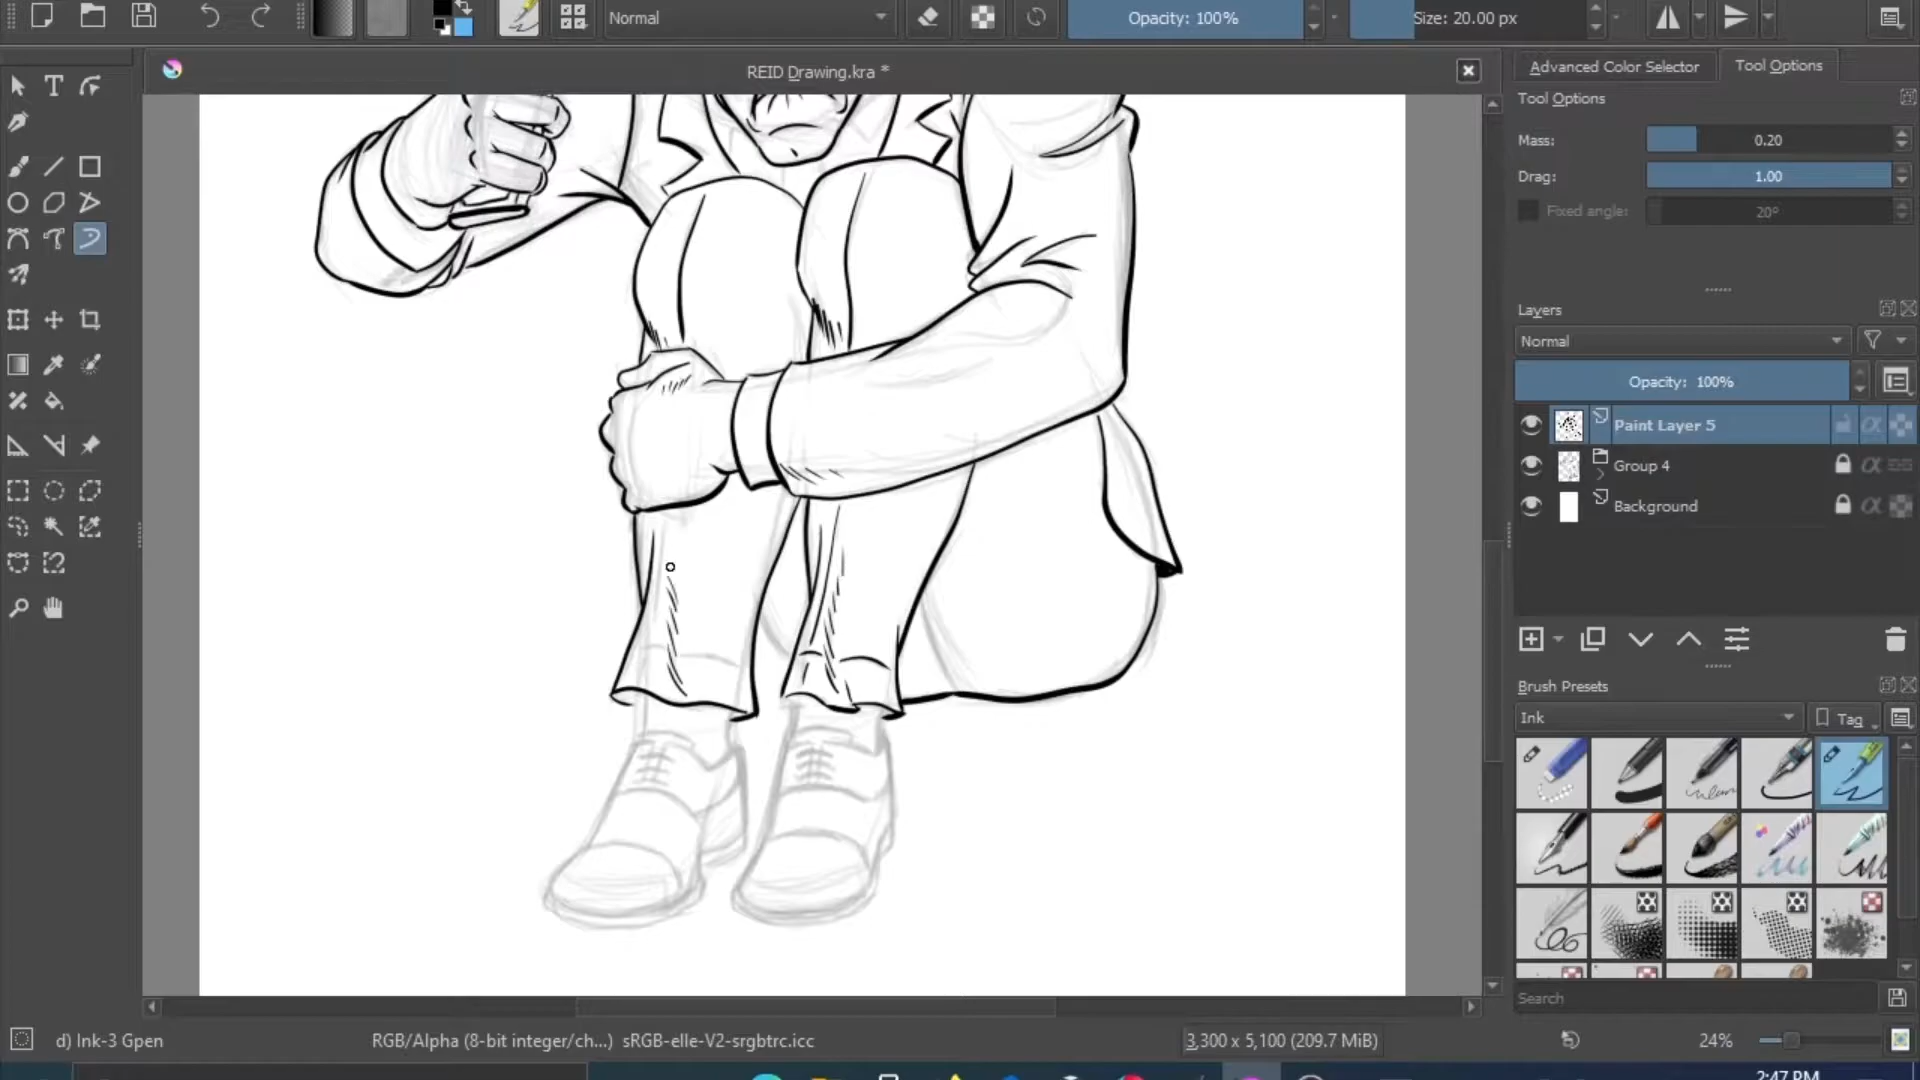 Normal
Opacity: 100%
Size: 20.00 px
REID Drawing.kra *
Advanced Color Selector
Tool Options
Tool Options
Mass:
0.20
Drag:
1.00
Fixed angle:
20º
Layers
Normal
Opacity: 100%
Paint Layer 5
Group 4
Background
Brush Presets
Ink
Tag
Search
d) Ink-3 Gpen
RGB/Alpha (8-bit integer/ch...) sRGB-elle-V2-srgbtrc.icc
3,300 x 5,100 (209.7 MiB)
24%
2:47 PM